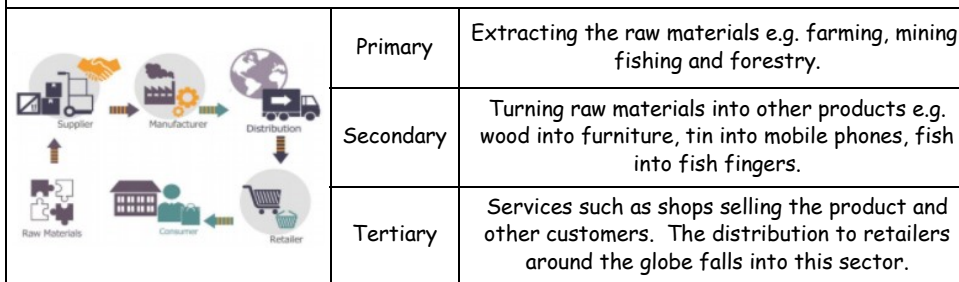 Supplier
Manufacturer
Distribution
Raw Materials
Consumer
Retailer
Primary
Extracting the raw materials e.g. farming, mining
fishing and forestry.
Secondary
Turning raw materials into other products e.g.
wood into furniture, tin into mobile phones, fish
into fish fingers.
Tertiary
Services such as shops selling the product and
other customers. The distribution to retailers
around the globe falls into this sector.